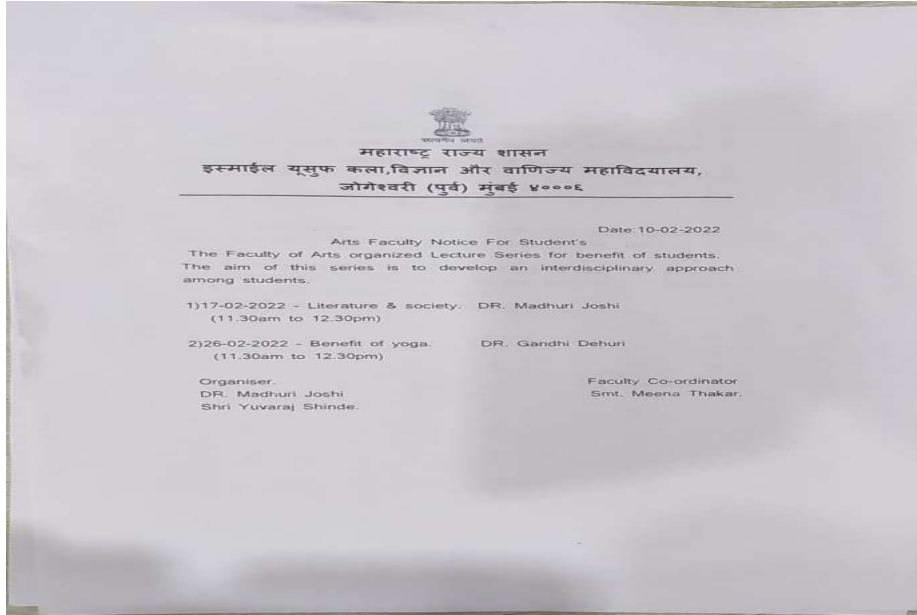 सत्यमेव जयते
महाराष्ट्र राज्य शासन
इस्माईल यूसुफ कला,विज्ञान और वाणिज्य महाविदयालय,
जोगेश्वरी (पुर्व) मुंबई ४०००६
Date:10-02-2022
Arts Faculty Notice For Student's
The Faculty of Arts organized Lecture Series for benefit of students.
The aim of this series is to develop an interdisciplinary approach
among students.
1)17-02-2022 - Literature & society. DR. Madhuri Joshi
(11.30am to 12.30pm)
2)26-02-2022 - Benefit of yoga. DR. Gandhi Dehuri
(11.30am to 12.30pm)
Organiser. Faculty Co-ordinator
DR. Madhuri Joshi Smt. Meena Thakar.
Shri Yuvaraj Shinde.